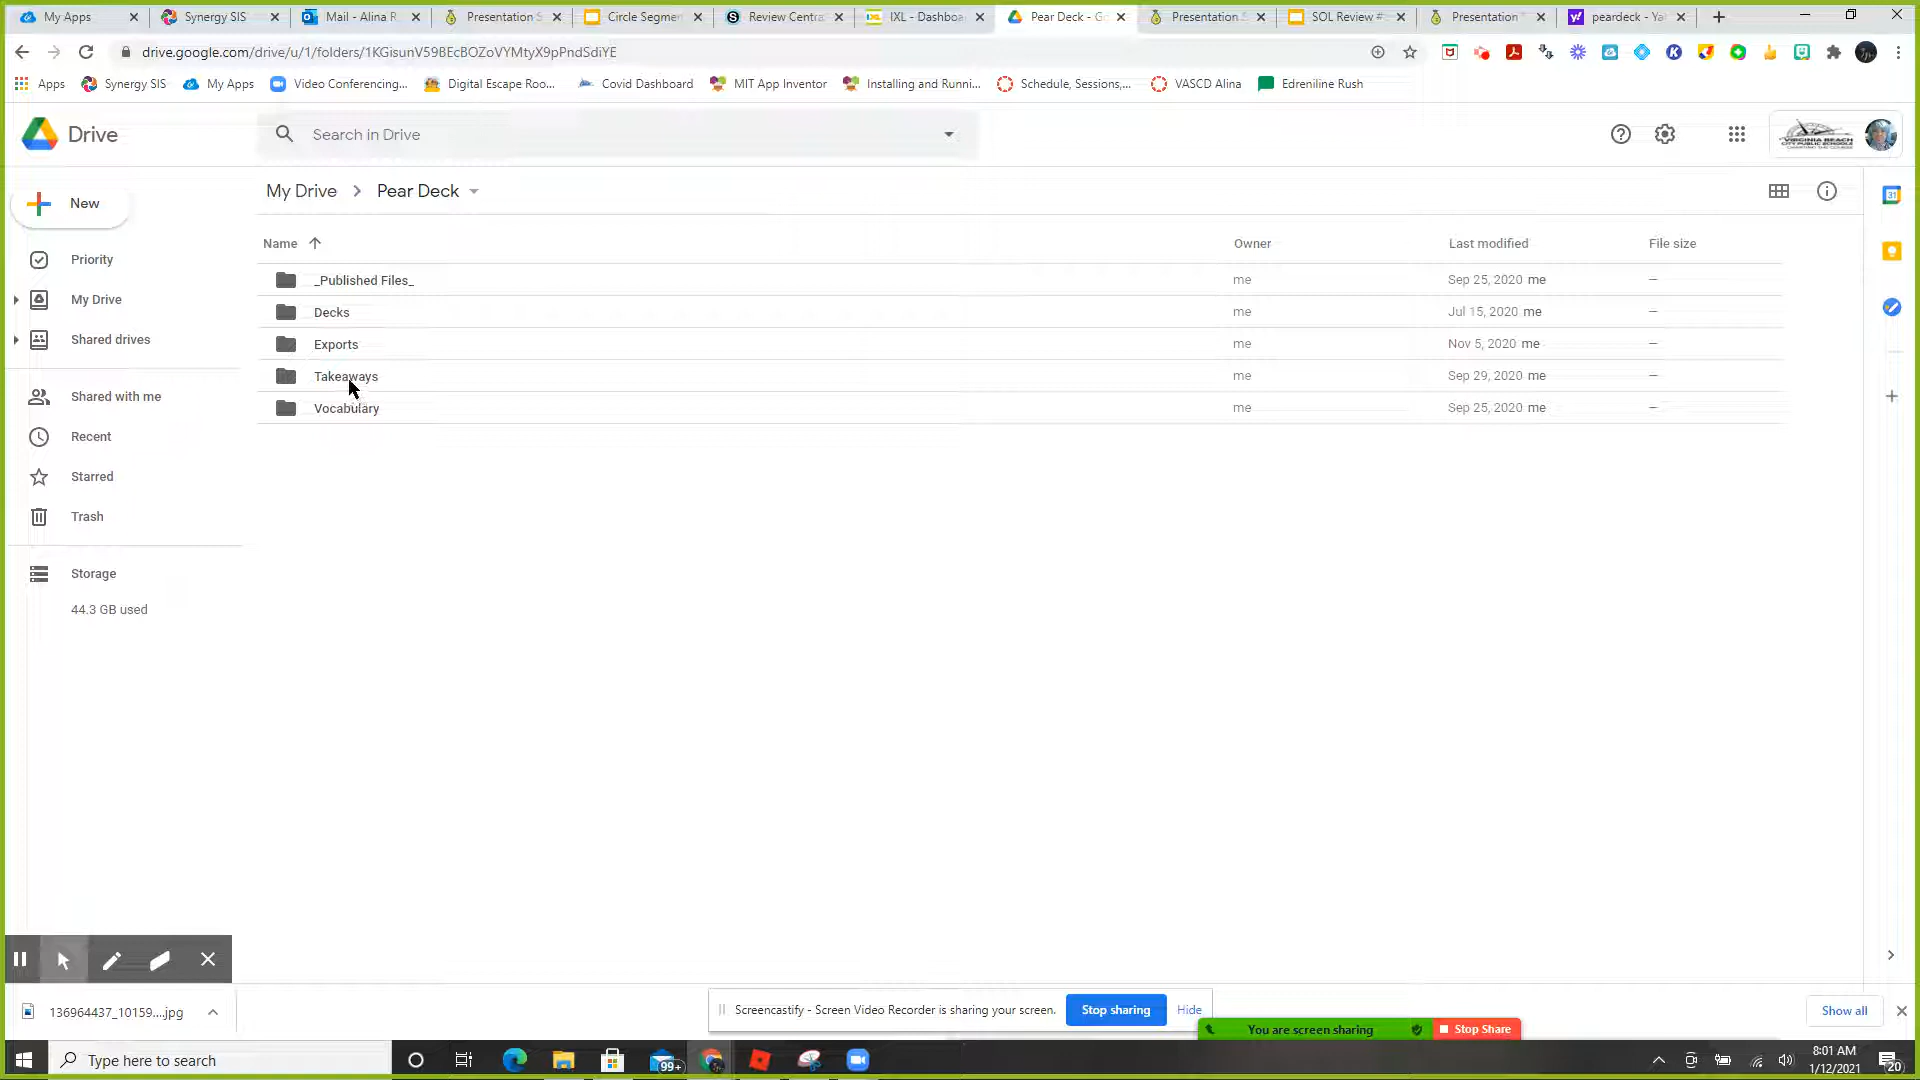 My Apps
Synergy SIS
Mail - Alina R
Presentation S
Circle Segmen
Review Centra
IXL - Dashboa
Pear Deck - G
Presentation S
SOL Review #
Presentation
peardeck - Ya
drive.google.com/drive/u/1/folders/1KGisunV598EcBOZoVYMtyX9pPndSdiYE
Apps
Synergy SIS
My Apps
Video Conferencing...
Digital Escape Roo...
Covid Dashboard
MIT App Inventor
Installing and Runni...
Schedule, Sessions,...
VASCD Alina
Edreniline Rush
Drive
Search in Drive
VIRGINIA BEACH
CITY PUBLIC SCHOOLS
My Drive > Pear Deck
New
Name
Owner
Last modified
File size
Priority
_Published Files_ me Sep 25, 2020 me –
My Drive
Decks me Jul 15, 2020 me –
Shared drives
Exports me Nov 5, 2020 me –
Takeaways me Sep 29, 2020 me –
Shared with me
Vocabulary me Sep 25, 2020 me –
Recent
Starred
Trash
Storage
44.3 GB used
136964437_10159....jpg
Screencastify - Screen Video Recorder is sharing your screen.
Stop sharing
Hide
Show all
You are screen sharing
Stop Share
Type here to search
99+
8:01 AM
1/12/2021
20